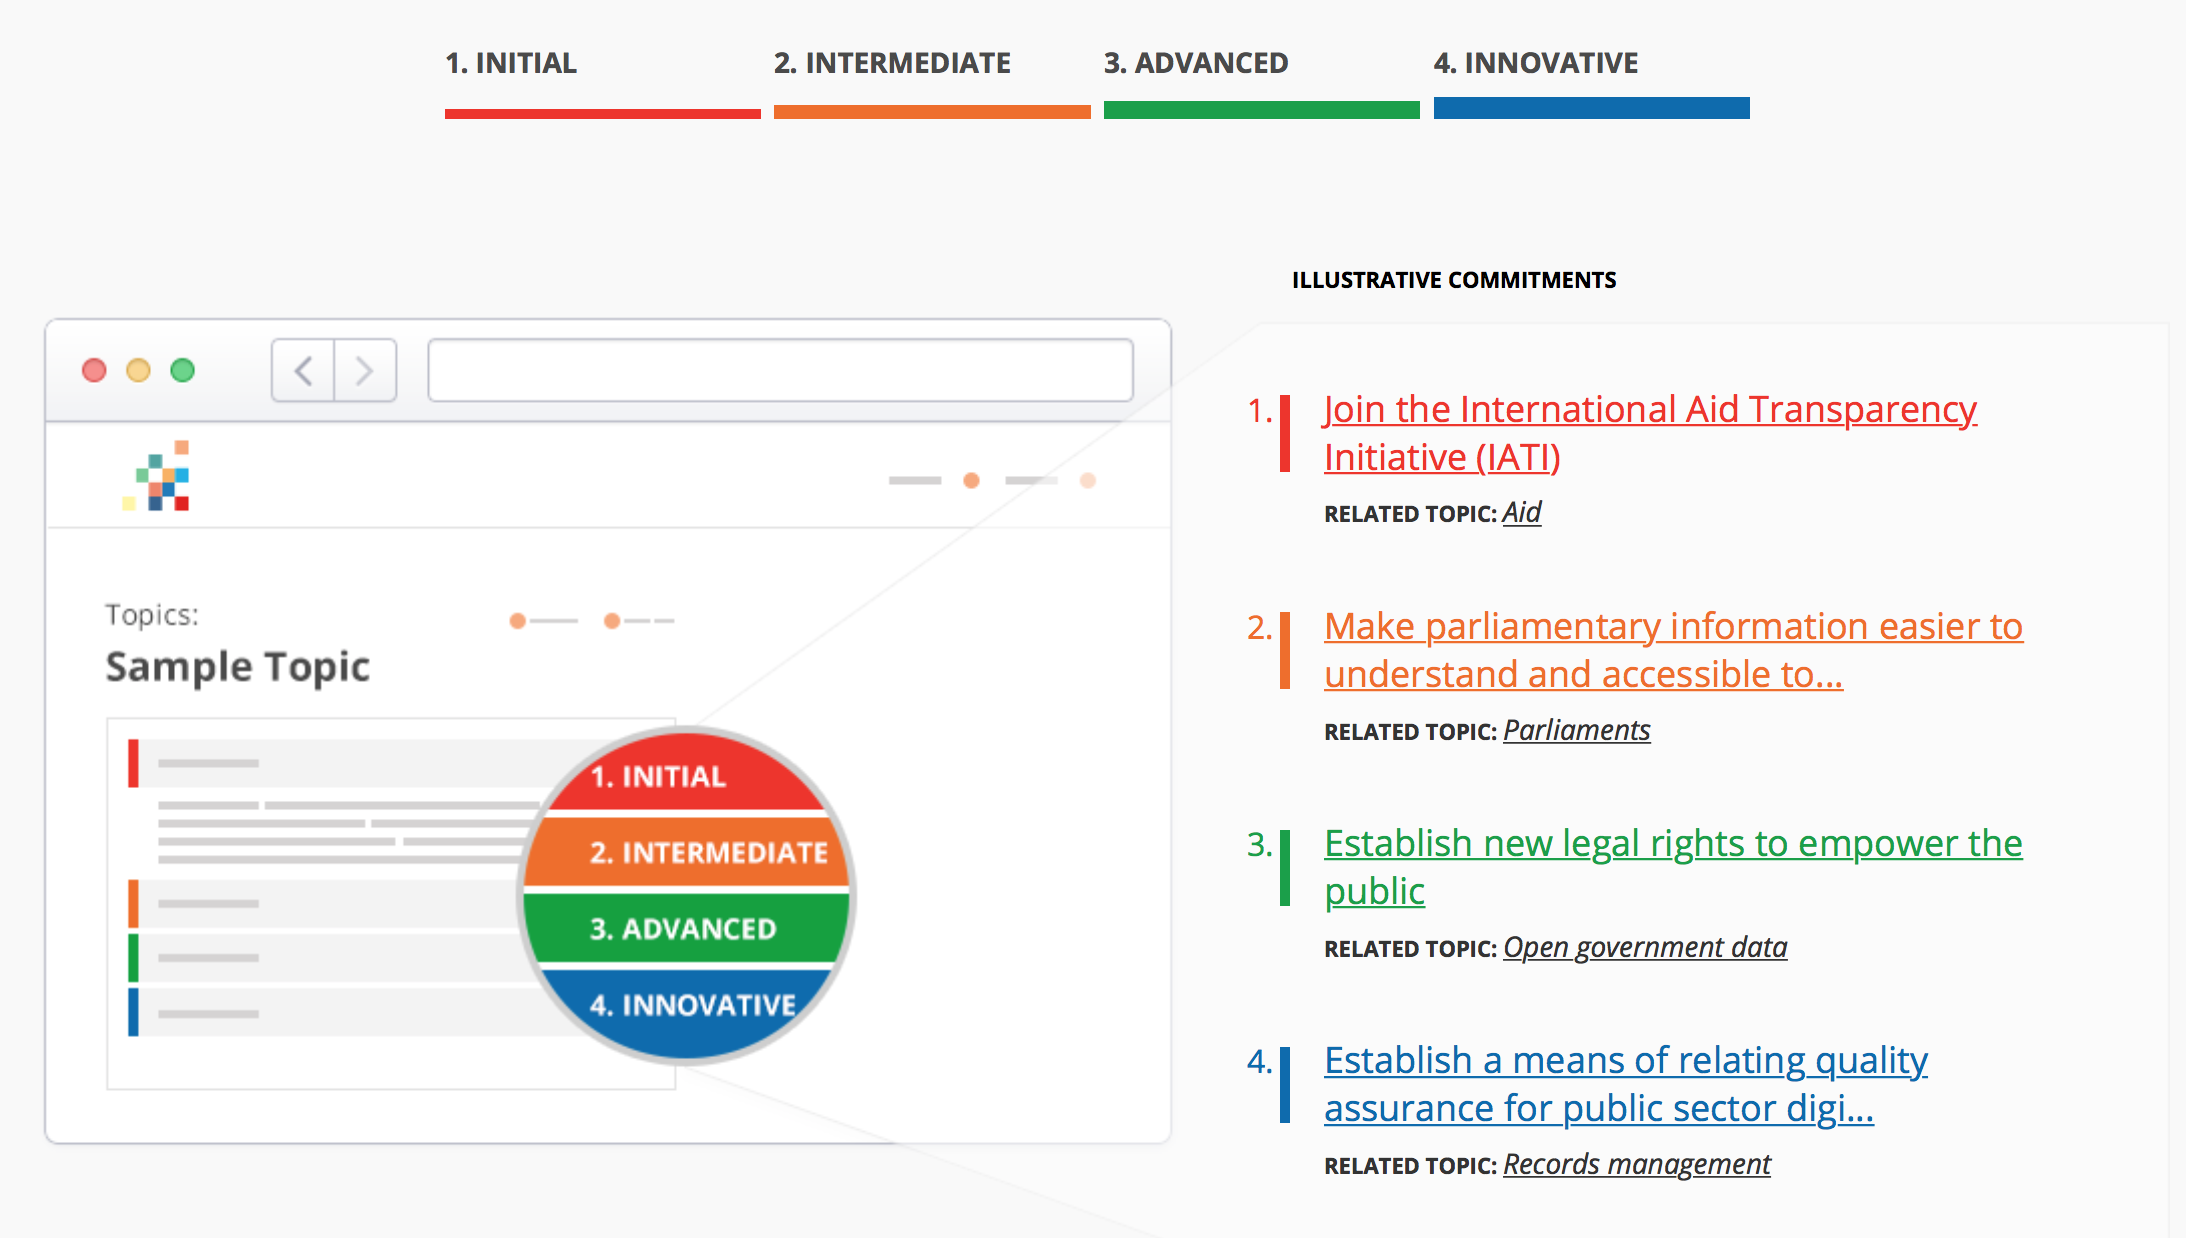 1. INITIAL
2. INTERMEDIATE
3. ADVANCED
4. INNOVATIVE
ILLUSTRATIVE COMMITMENTS
Topics:
Sample Topic
1. INITIAL
2. INTERMEDIATE
3. ADVANCED
4. INNOVATIVE
1. Join the International Aid Transparency
Initiative (IATI)
RELATED TOPIC: Aid
2. Make parliamentary information easier to
understand and accessible to...
RELATED TOPIC: Parliaments
3. Establish new legal rights to empower the
public
RELATED TOPIC: Open government data
4. Establish a means of relating quality
assurance for public sector digi...
RELATED TOPIC: Records management